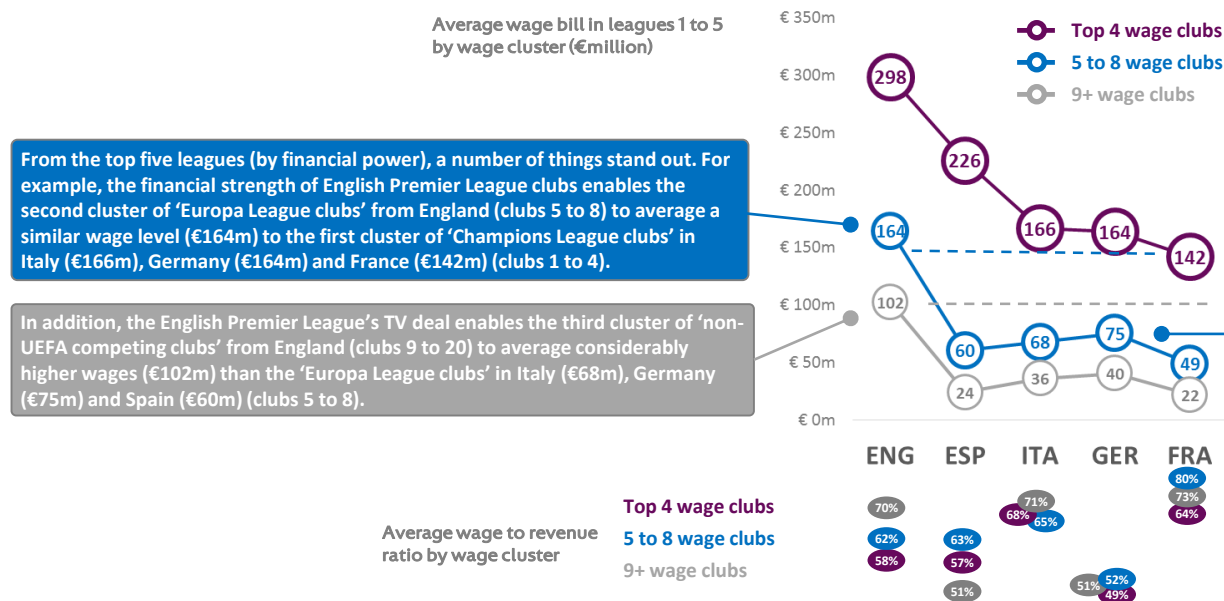 Average wage bill in leagues 1 to 5
by wage cluster (€million)
€ 350m
€ 300m
€ 250m
€ 200m
€ 150m
€ 100m
€ 50m
€ 0m
Top 4 wage clubs
5 to 8 wage clubs
9+ wage clubs
From the top five leagues (by financial power), a number of things stand out. For
example, the financial strength of English Premier League clubs enables the
second cluster of ‘Europa League clubs’ from England (clubs 5 to 8) to average a
similar wage level (€164m) to the first cluster of ‘Champions League clubs’ in
Italy (€166m), Germany (€164m) and France (€142m) (clubs 1 to 4).
In addition, the English Premier League’s TV deal enables the third cluster of ‘non-
UEFA competing clubs’ from England (clubs 9 to 20) to average considerably
higher wages (€102m) than the ‘Europa League clubs’ in Italy (€68m), Germany
(€75m) and Spain (€60m) (clubs 5 to 8).
298
226
166
164
142
164
60
68
75
49
102
24
36
40
22
ENG ESP ITA GER FRA
Average wage to revenue
ratio by wage cluster
Top 4 wage clubs
5 to 8 wage clubs
9+ wage clubs
70%
62%
58%
63%
57%
51%
71%
68%
65%
51%
52%
49%
80%
73%
64%